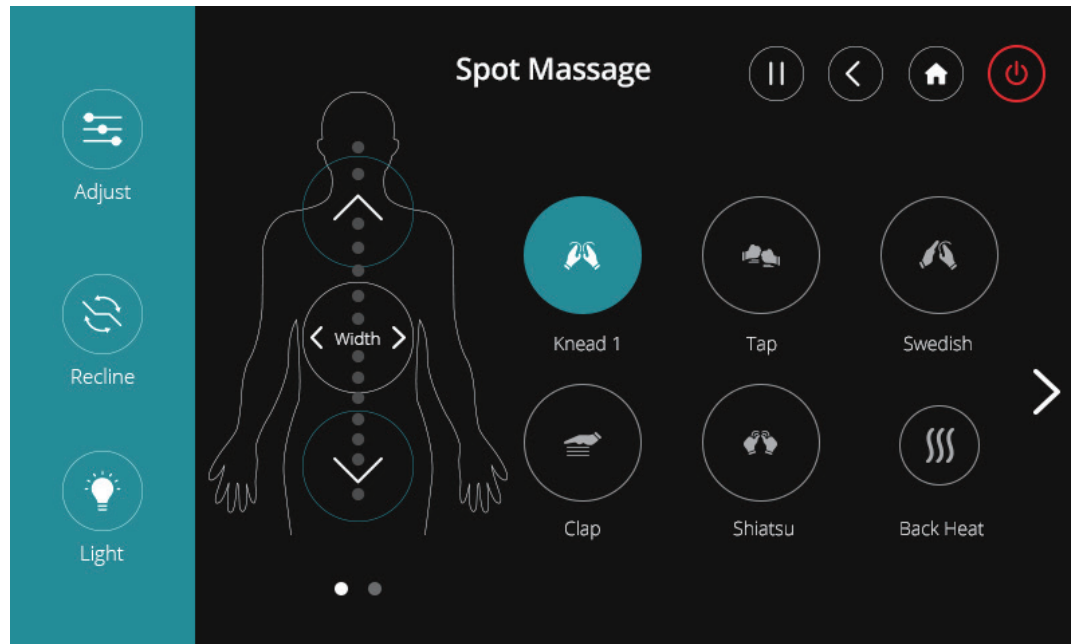 Spot Massage
Adjust
Recline
Light
Width
Knead 1
Tap
Swedish
Clap
Shiatsu
Back Heat